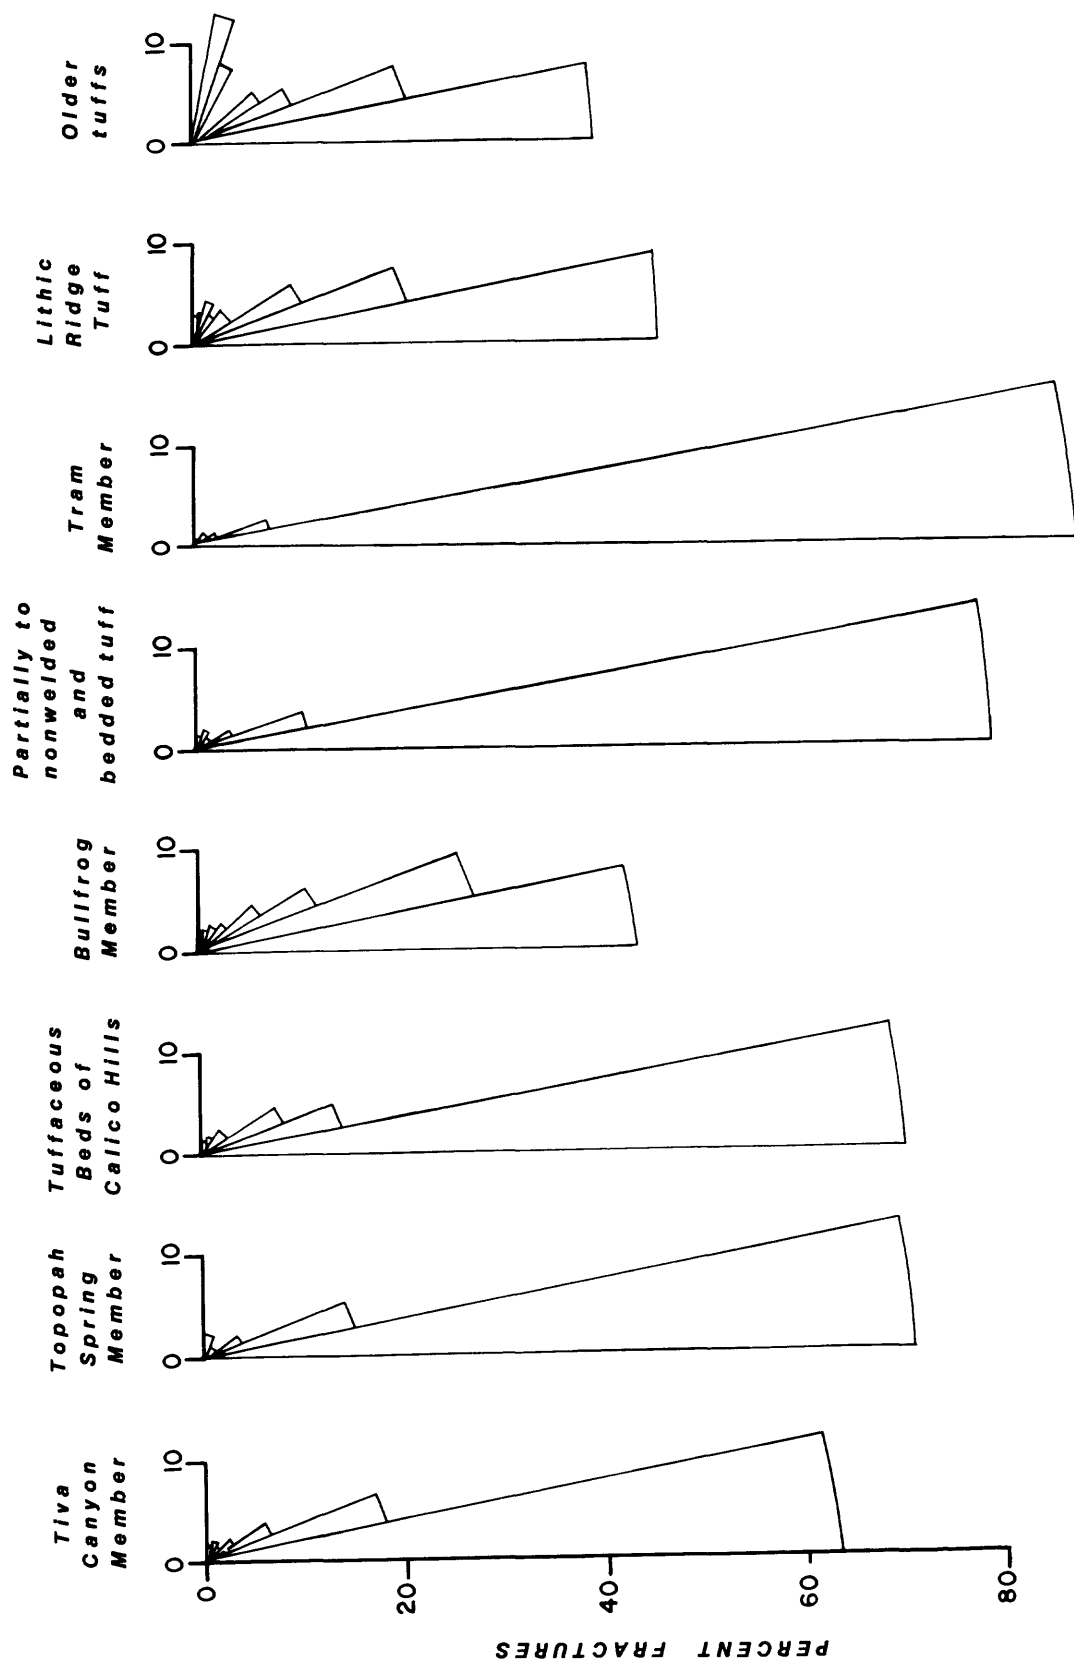 Tiva
Canyon
Member
0 10
Topopah
Spring
Member
0 10
Tuffaceous
Beds of
Calico Hills
0 10
Bullfrog
Member
0 10
Partially to
nonwelded
and
bedded tuff
0 10
Tram
Member
0 10
Lithic
Ridge
Tuff
0 10
Older
tuffs
0 10
0
20
40
60
80
PERCENT FRACTURES